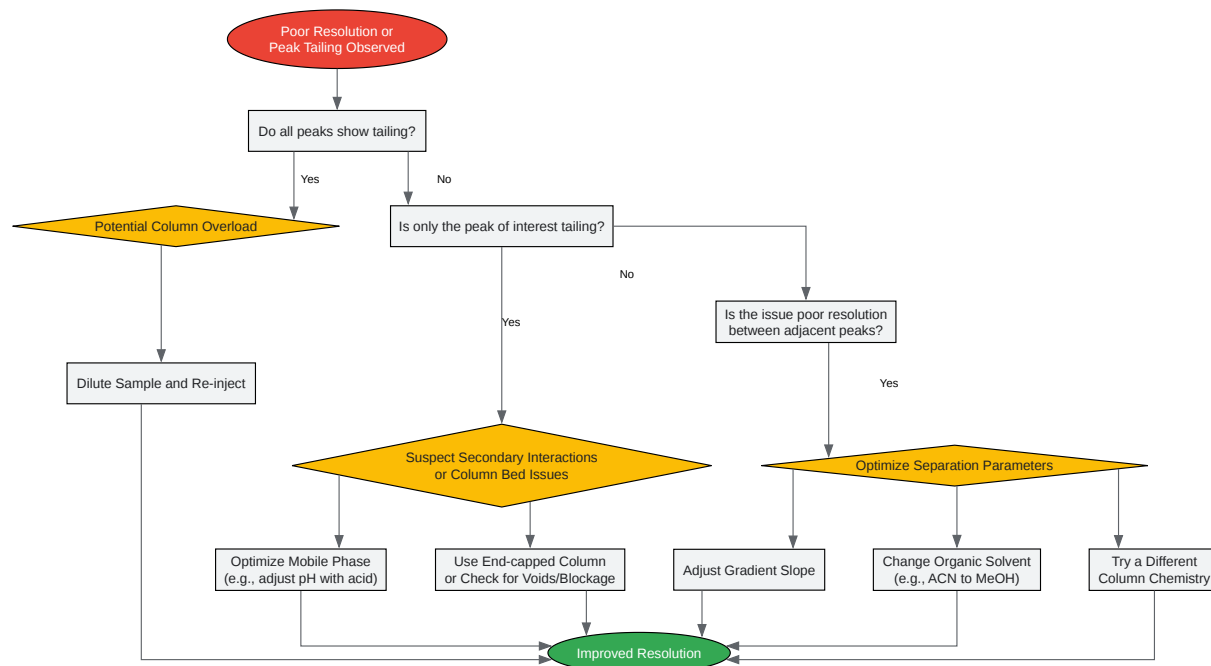 Poor Resolution or
Peak Tailing Observed
Do all peaks show tailing?
Yes
No
Potential Column Overload
Is only the peak of interest tailing?
No
Is the issue poor resolution
between adjacent peaks?
Yes
Dilute Sample and Re-inject
Yes
Suspect Secondary Interactions
or Column Bed Issues
Optimize Separation Parameters
Optimize Mobile Phase
(e.g., adjust pH with acid)
Use End-capped Column
or Check for Voids/Blockage
Adjust Gradient Slope
Change Organic Solvent
(e.g., ACN to MeOH)
Try a Different
Column Chemistry
Improved Resolution